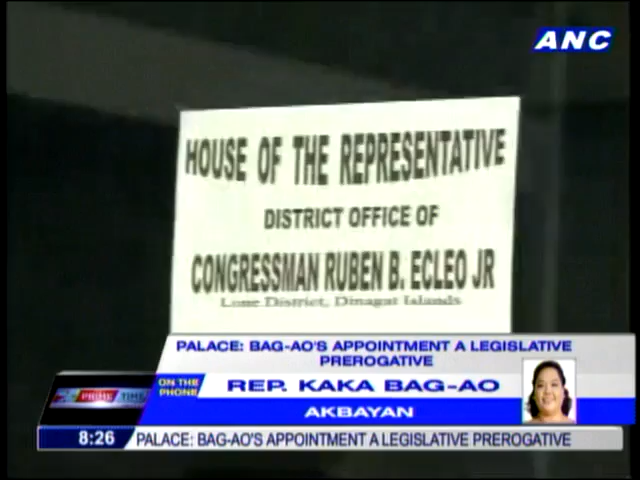 ANC
HOUSE OF THE REPRESENTATIVE
DISTRICT OFFICE OF
CONGRESSMAN RUBEN B. ECLEO JR
Lone District, Dinagat Islands
PALACE: BAG-AO'S APPOINTMENT A LEGISLATIVE
PREROGATIVE
ON THE
PHONE
REP. KAKA BAG-AO
PRIME TIME
AKBAYAN
8:26 PALACE: BAG-AO'S APPOINTMENT A LEGISLATIVE PREROGATIVE